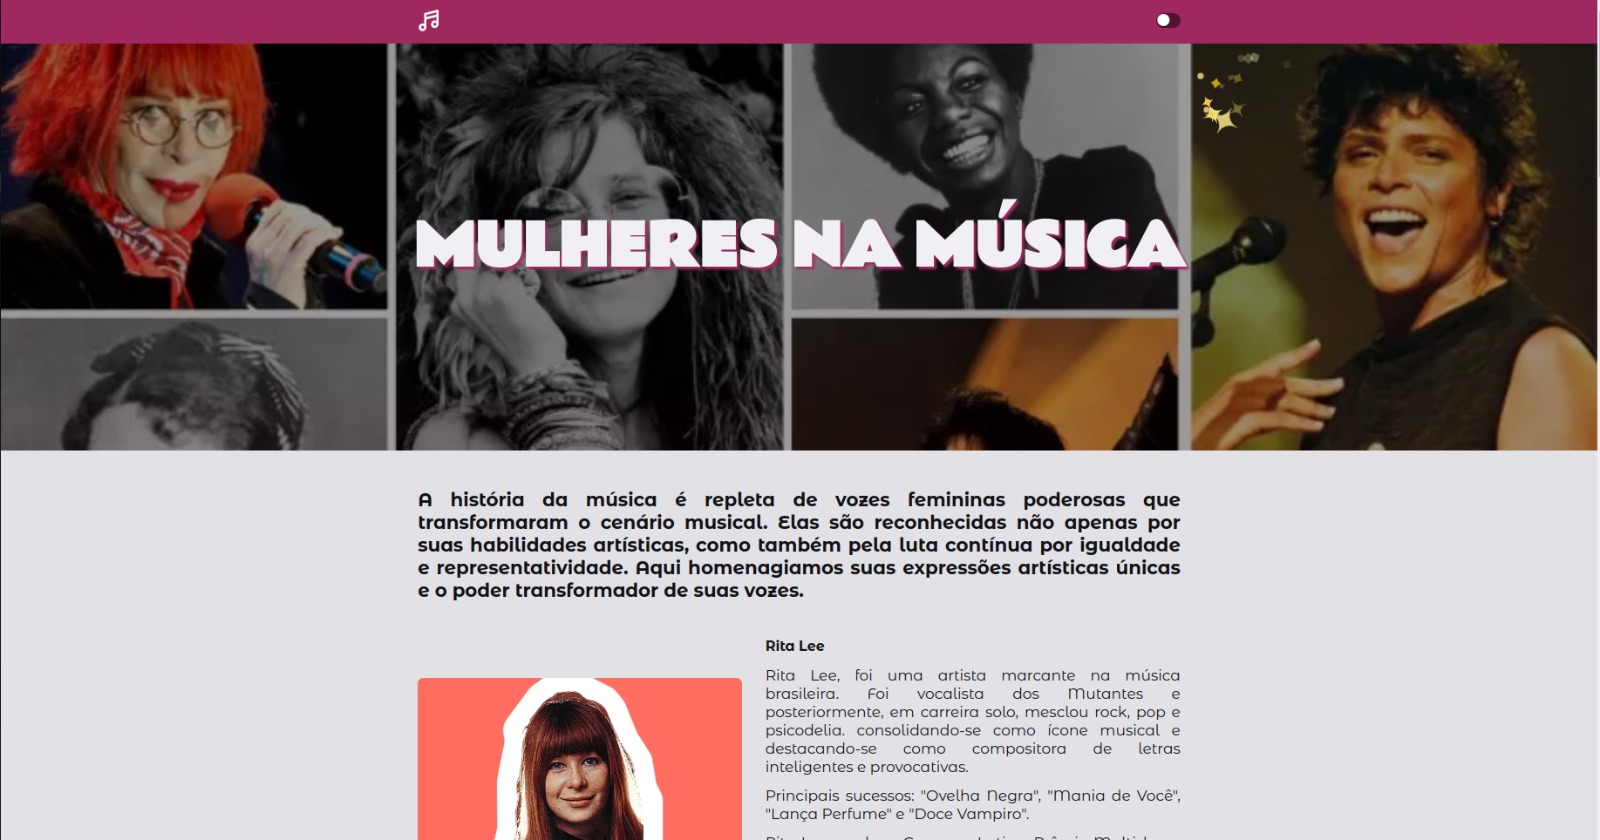 MULHERES NA MÚSICA
A história da música é repleta de vozes femininas poderosas que
transformaram o cenário musical. Elas são reconhecidas não apenas por
suas habilidades artísticas, como também pela luta contínua por igualdade
e representatividade. Aqui homenagiamos suas expressões artísticas únicas
e o poder transformador de suas vozes.
Rita Lee
Rita Lee, foi uma artista marcante na música
brasileira. Foi vocalista dos Mutantes e
posteriormente, em carreira solo, mesclou rock, pop e
psicodelia. consolidando-se como ícone musical e
destacando-se como compositora de letras
inteligentes e provocativas.
Principais sucessos: "Ovelha Negra", "Mania de Você",
"Lança Perfume" e "Doce Vampiro".